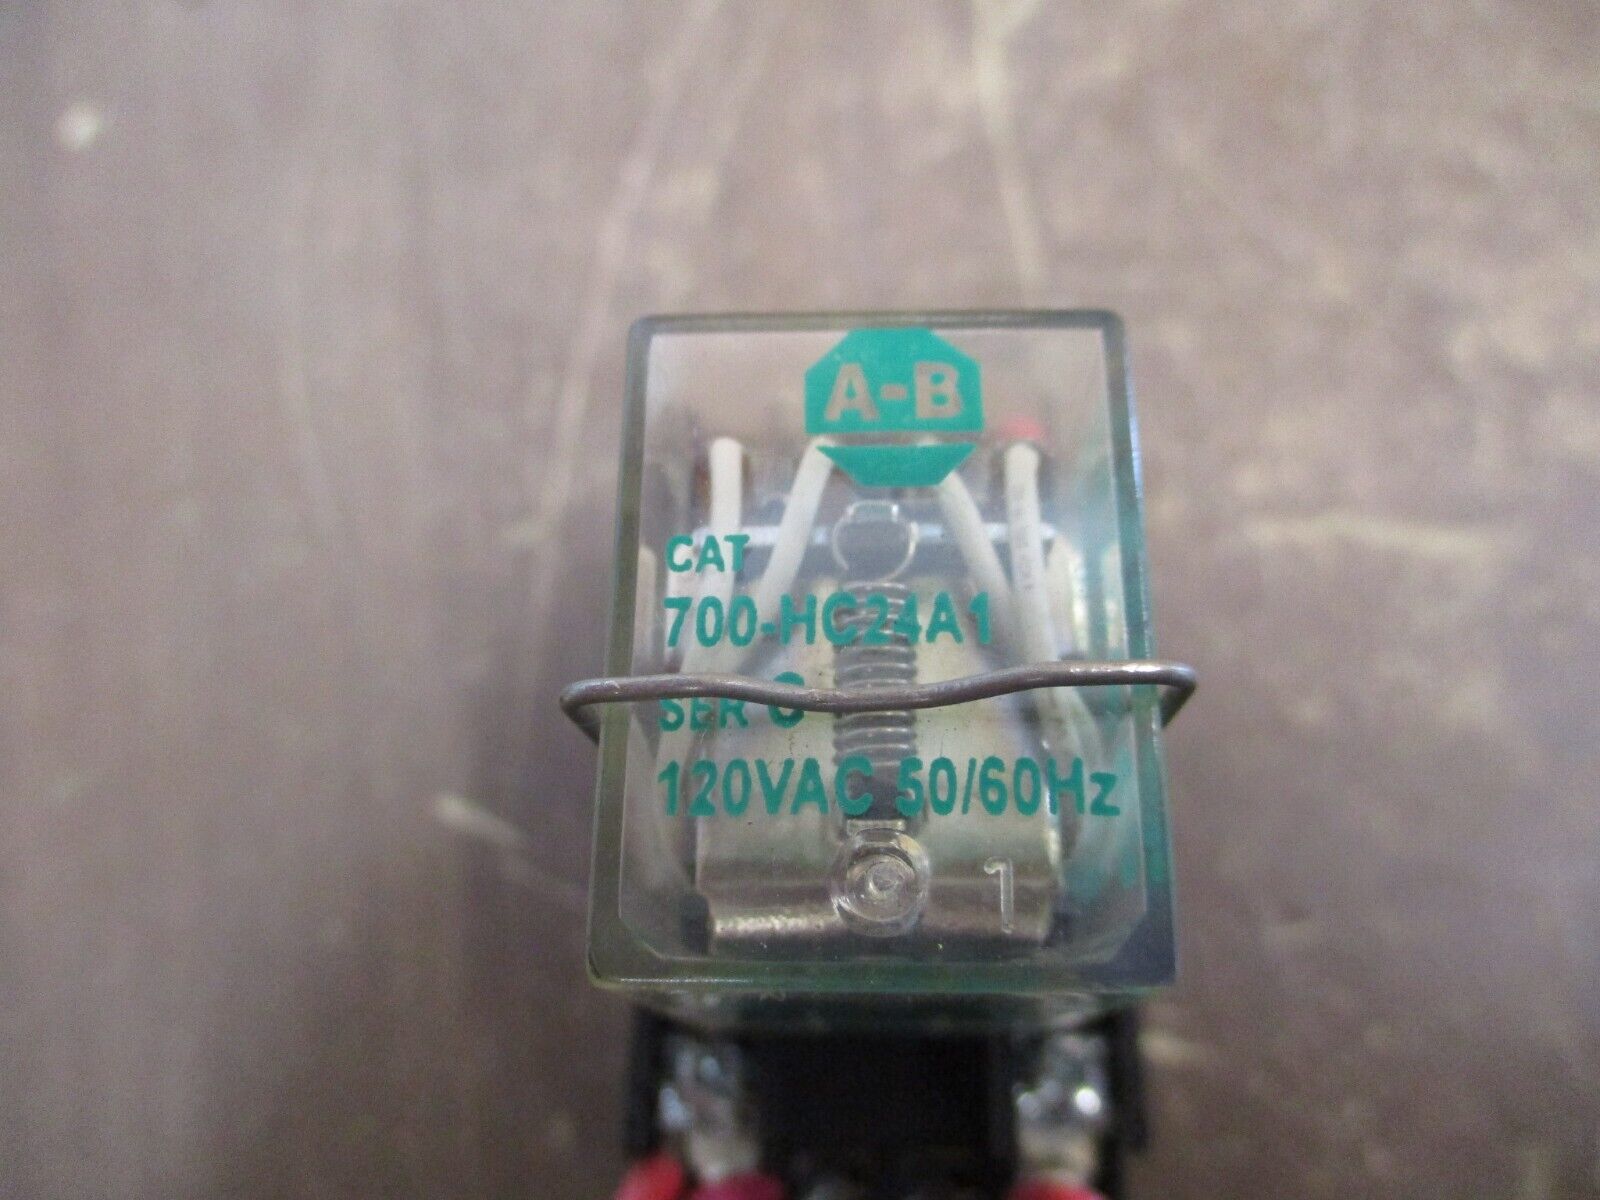 A-B
CAT
700-HC24A1
SER C
120VAC 50/60Hz
1